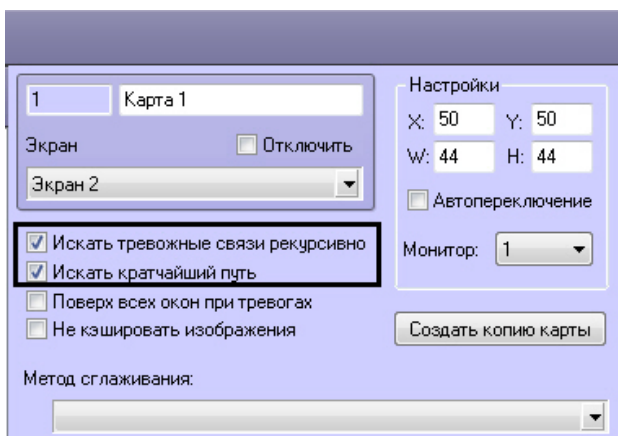 1
Карта 1
Экран
Отключить
Экран 2
Искать тревожные связи рекурсивно
Искать кратчайший путь
Поверх всех окон при тревогах
Не кэшировать изображения
Метод сглаживания:
Настройки
X: 50 Y: 50
W: 44 H: 44
Автопереключение
Монитор: 1
Создать копию карты